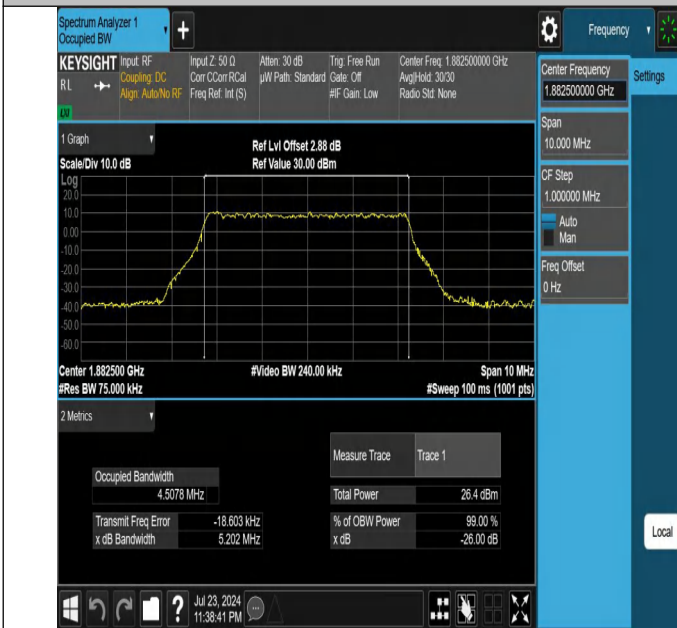 Spectrum Analyzer 1
Occupied BW
+
Frequency
KEYSIGHT
RL
LXI
Input: RF
Coupling: DC
Align: Auto/No RF
Input Z: 50 Ω
Corr CCorr RCal
Freq Ref: Int (S)
Atten: 30 dB
µW Path: Standard
Trig: Free Run
Gate: Off
#IF Gain: Low
Center Freq: 1.882500000 GHz
Avg|Hold: 30/30
Radio Std: None
Center Frequency
1.882500000 GHz
Settings
Span
10.000 MHz
CF Step
1.000000 MHz
Auto
Man
Freq Offset
0 Hz
Local
1 Graph
Scale/Div 10.0 dB
Ref Lvl Offset 2.88 dB
Ref Value 30.00 dBm
Log
20.0
10.0
0.00
-10.0
-20.0
-30.0
-40.0
-50.0
-60.0
Center 1.882500 GHz
#Video BW 240.00 kHz
Span 10 MHz
#Res BW 75.000 kHz
#Sweep 100 ms (1001 pts)
2 Metrics
Measure Trace Trace 1
Occupied Bandwidth
4.5078 MHz
Total Power 26.4 dBm
Transmit Freq Error -18.603 kHz
% of OBW Power 99.00 %
x dB Bandwidth 5.202 MHz
x dB -26.00 dB
?
Jul 23, 2024
11:38:41 PM